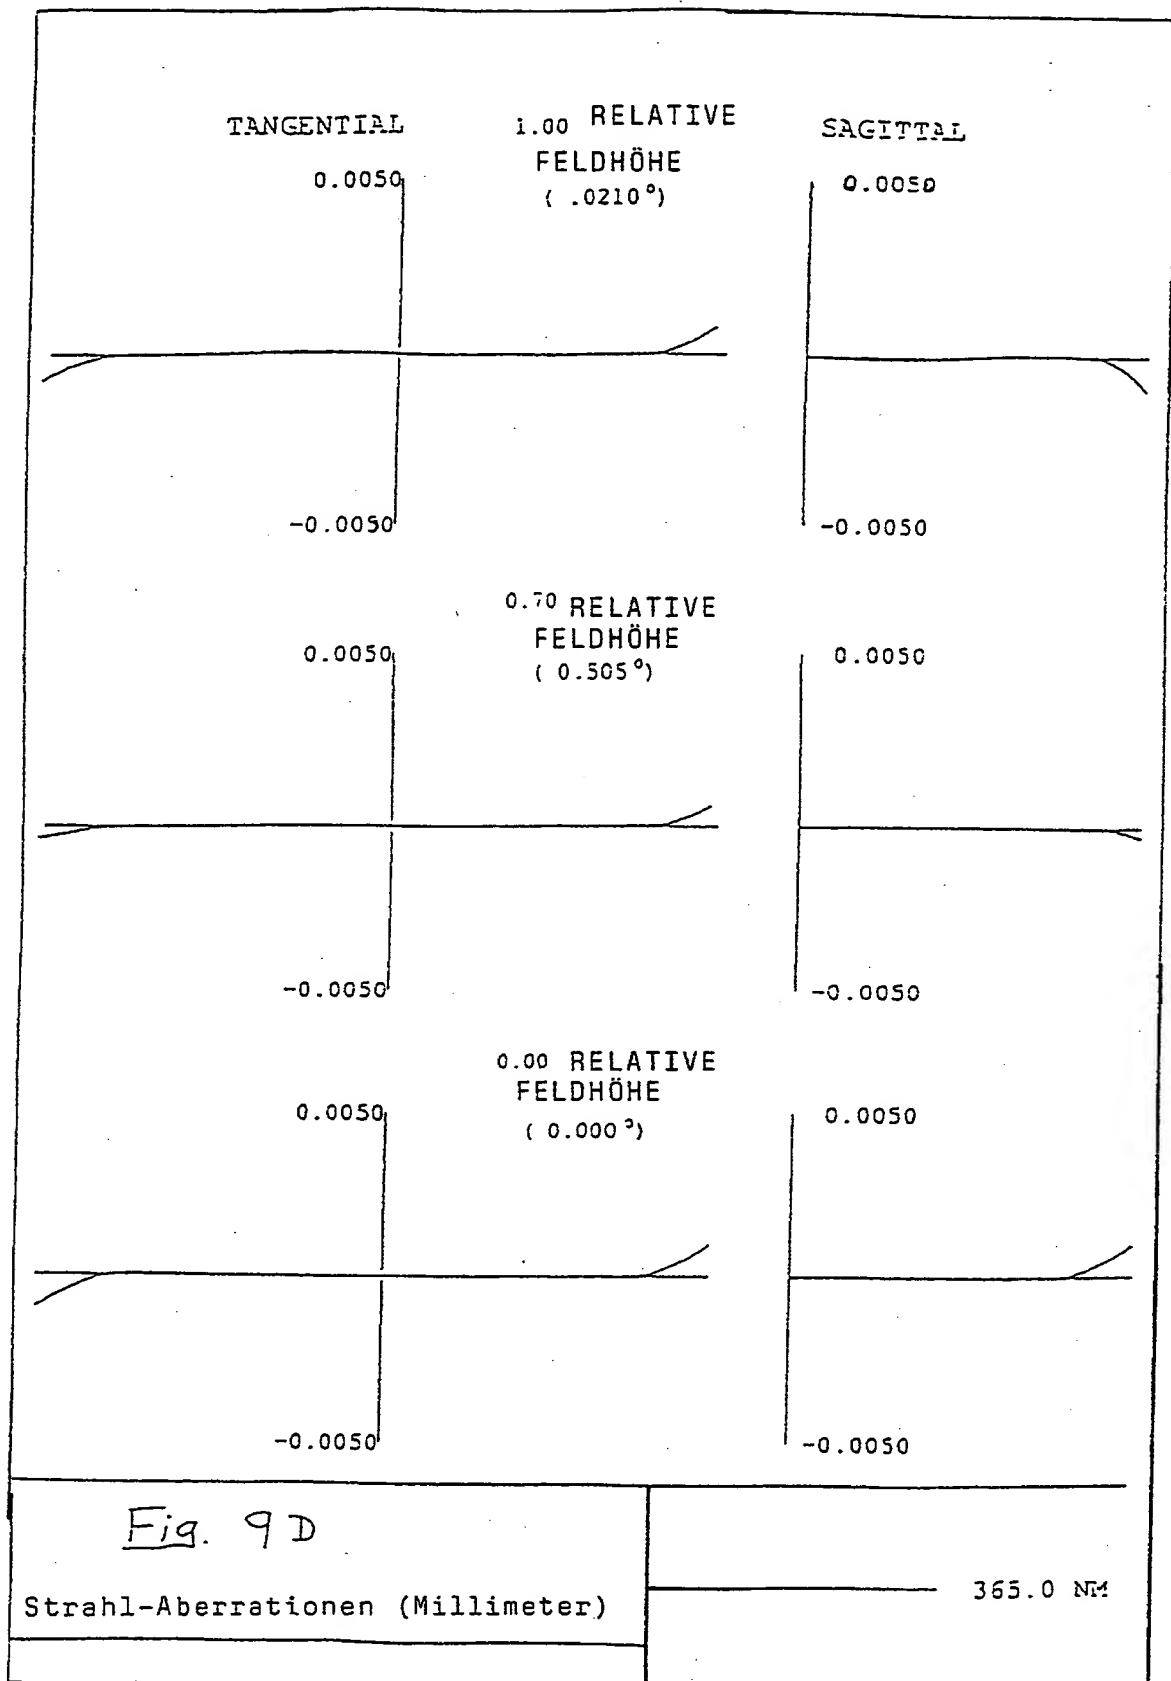 TANGENTIAL
1.00 RELATIVE
FELDHÖHE
( .0210°)
SAGITTAL
0.0050
0.0050
-0.0050
-0.0050
0.70 RELATIVE
FELDHÖHE
( 0.505°)
0.0050
0.0050
-0.0050
-0.0050
0.00 RELATIVE
FELDHÖHE
( 0.000°)
0.0050
0.0050
-0.0050
-0.0050
Fig. 9D
Strahl-Aberrationen (Millimeter)
365.0 NM